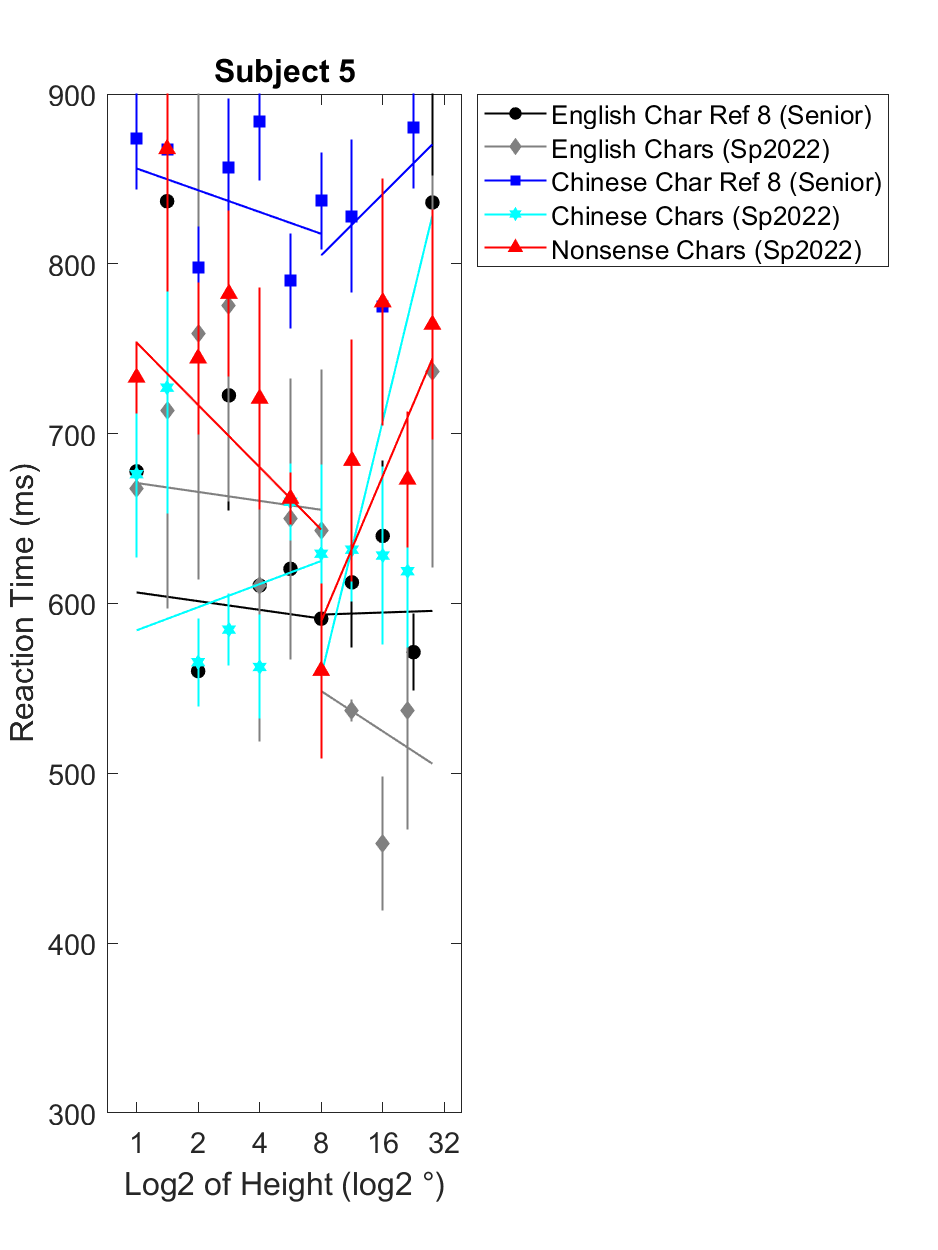 Subject 5
900
800
700
600
500
400
300
Reaction Time (ms)
1 2 4 8 16 32
Log2 of Height (log2 °)
English Char Ref 8 (Senior)
English Chars (Sp2022)
Chinese Char Ref 8 (Senior)
Chinese Chars (Sp2022)
Nonsense Chars (Sp2022)